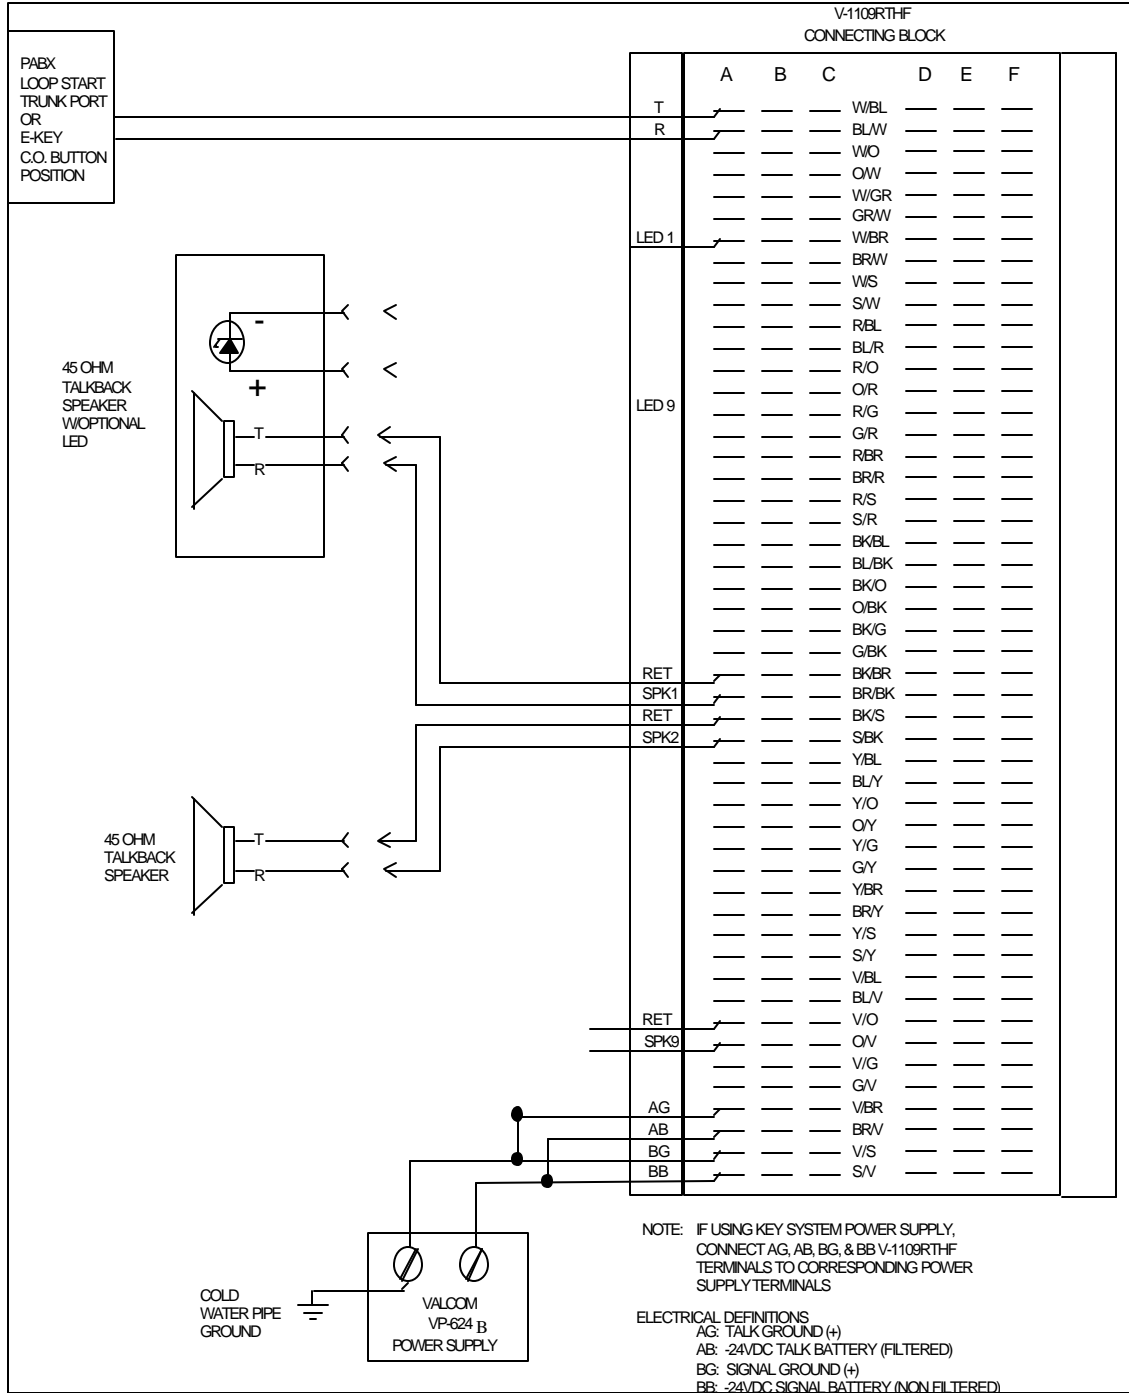 V-1109RTHF
CONNECTING BLOCK
PABX
LOOP START
TRUNK PORT
OR
E-KEY
C.O. BUTTON
POSITION
A B C D E F
T W/BL
R BL/W
W/O
O/W
W/GR
GR/W
LED 1 W/BR
BR/W
W/S
S/W
R/BL
BL/R
R/O
O/R
LED 9 R/G
G/R
R/BR
BR/R
R/S
S/R
BK/BL
BL/BK
BK/O
O/BK
BK/G
G/BK
RET BK/BR
SPK1 BR/BK
RET BK/S
SPK2 S/BK
Y/BL
BL/Y
Y/O
O/Y
Y/G
G/Y
Y/BR
BR/Y
Y/S
S/Y
V/BL
BL/V
RET V/O
SPK9 O/V
V/G
G/V
AG V/BR
AB BR/V
BG V/S
BB S/V
-
+
45 OHM
TALKBACK
SPEAKER
W/OPTIONAL
LED
T
R
45 OHM
TALKBACK
SPEAKER
T
R
COLD
WATER PIPE
GROUND
VALCOM
VP-624 B
POWER SUPPLY
NOTE: IF USING KEY SYSTEM POWER SUPPLY,
CONNECT AG, AB, BG, & BB V-1109RTHF
TERMINALS TO CORRESPONDING POWER
SUPPLY TERMINALS
ELECTRICAL DEFINITIONS
AG: TALK GROUND (+)
AB: -24VDC TALK BATTERY (FILTERED)
BG: SIGNAL GROUND (+)
BB: -24VDC SIGNAL BATTERY (NON FILTERED)